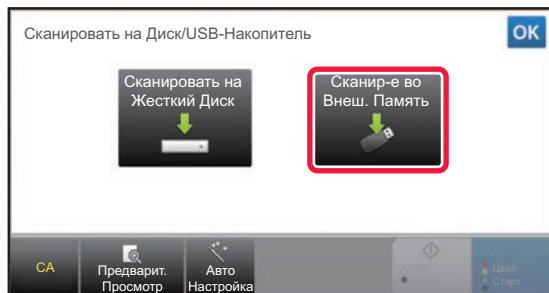 Сканировать на Диск/USB-Накопитель
OK
Сканировать на
Жесткий Диск
Сканир-е во
Внеш. Память
CA
Предварит.
Просмотр
Авто
Настройка
Ч/Б
Цвет
Старт